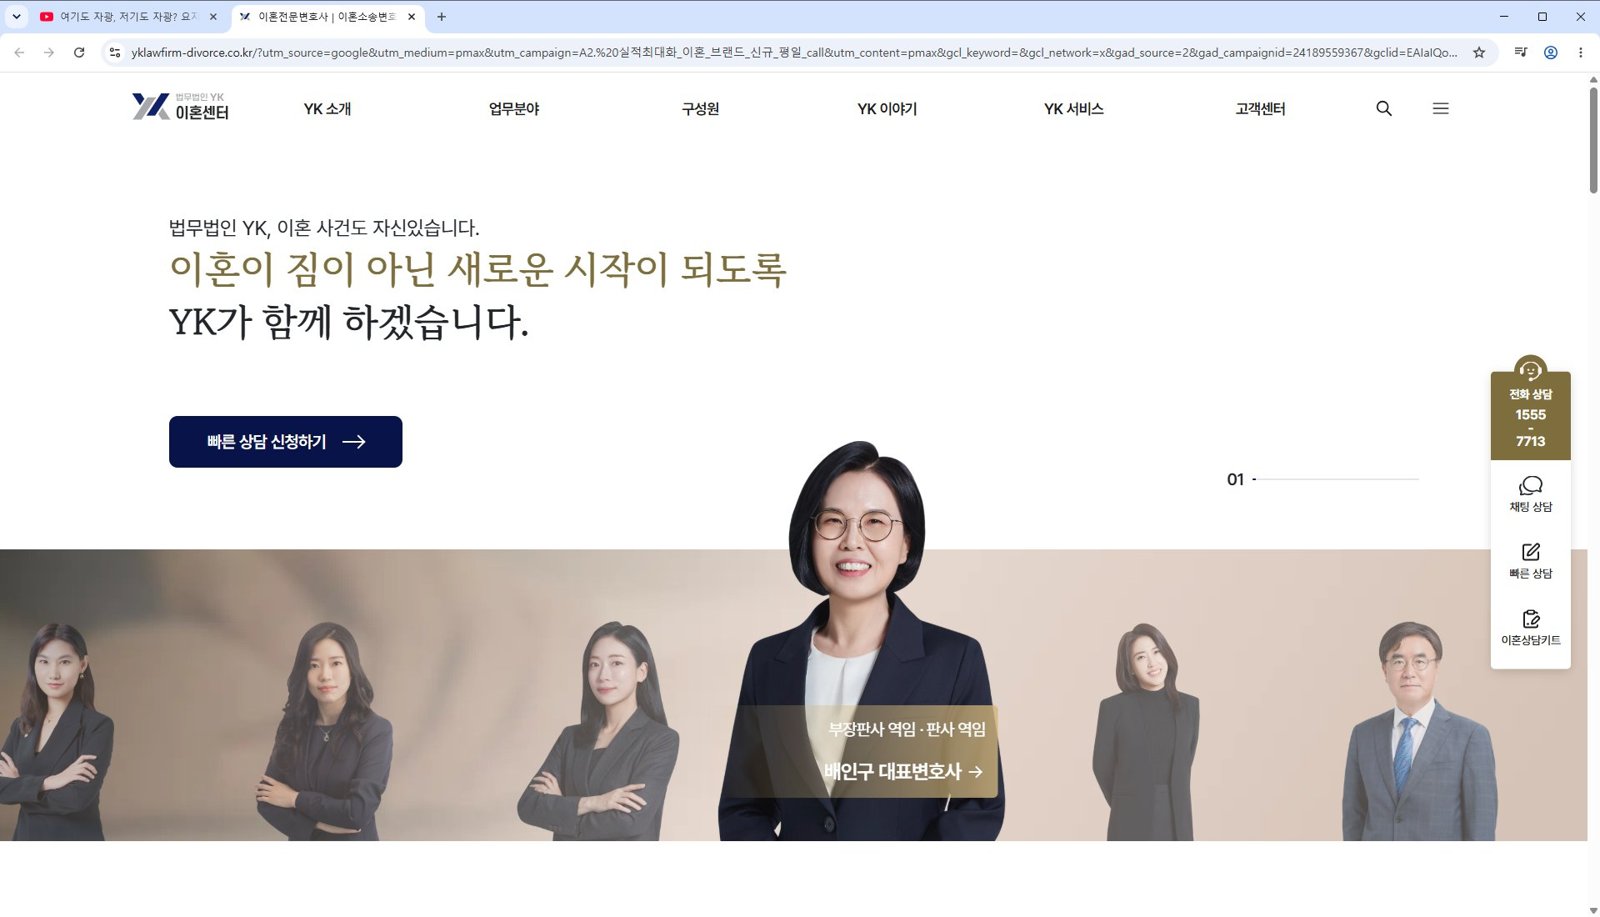 여기도 자광, 저기도 자광? 요즈
이혼전문변호사 | 이혼소송변호
yklawfirm-divorce.co.kr/?utm_source=google&utm_medium=pmax&utm_campaign=A2.%20실적최대화_이혼_브랜드_신규_평일_call&utm_content=pmax&gcl_keyword=&gcl_network=x&gad_source=2&gad_campaignid=24189559367&gclid=EAIaIQo...
법무법인 YK
이혼센터
YK 소개
업무분야
구성원
YK 이야기
YK 서비스
고객센터
법무법인 YK, 이혼 사건도 자신있습니다.
이혼이 짐이 아닌 새로운 시작이 되도록
YK가 함께 하겠습니다.
빠른 상담 신청하기
01
전화 상담
1555
-
7713
채팅 상담
빠른 상담
이혼상담키트
부장판사 역임 · 판사 역임
배인구 대표변호사